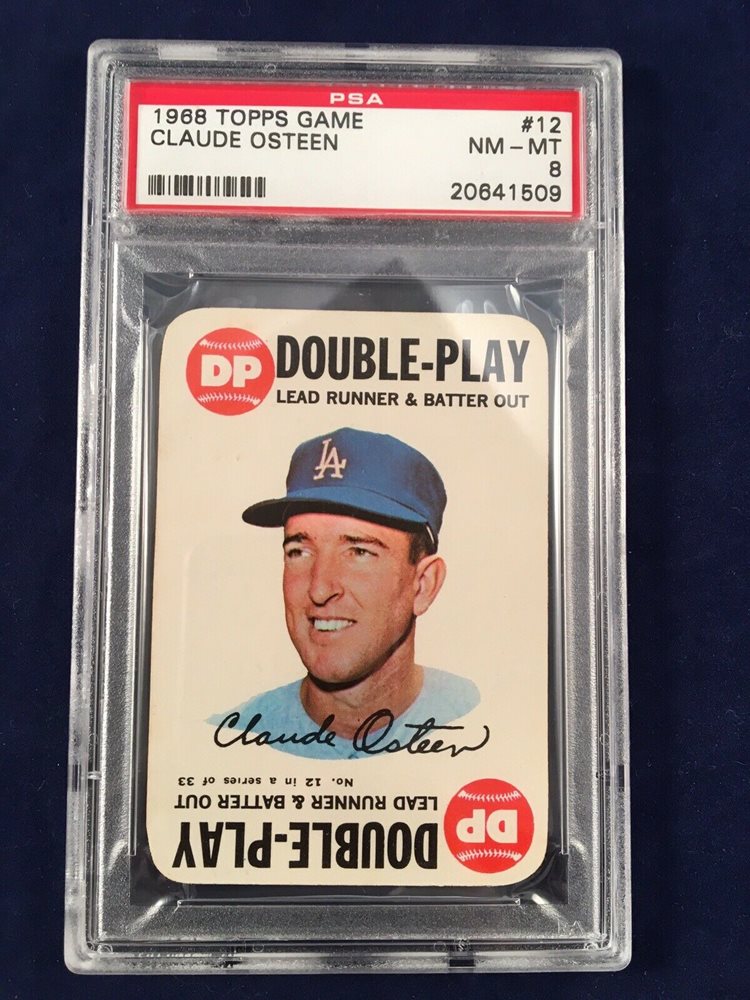 PSA
1968 TOPPS GAME #12
CLAUDE OSTEEN NM - MT
8
20641509
DP DOUBLE-PLAY
LEAD RUNNER & BATTER OUT
LA
Claude Osteen
No. 12 in a series of 33
LEAD RUNNER & BATTER OUT
DP DOUBLE-PLAY